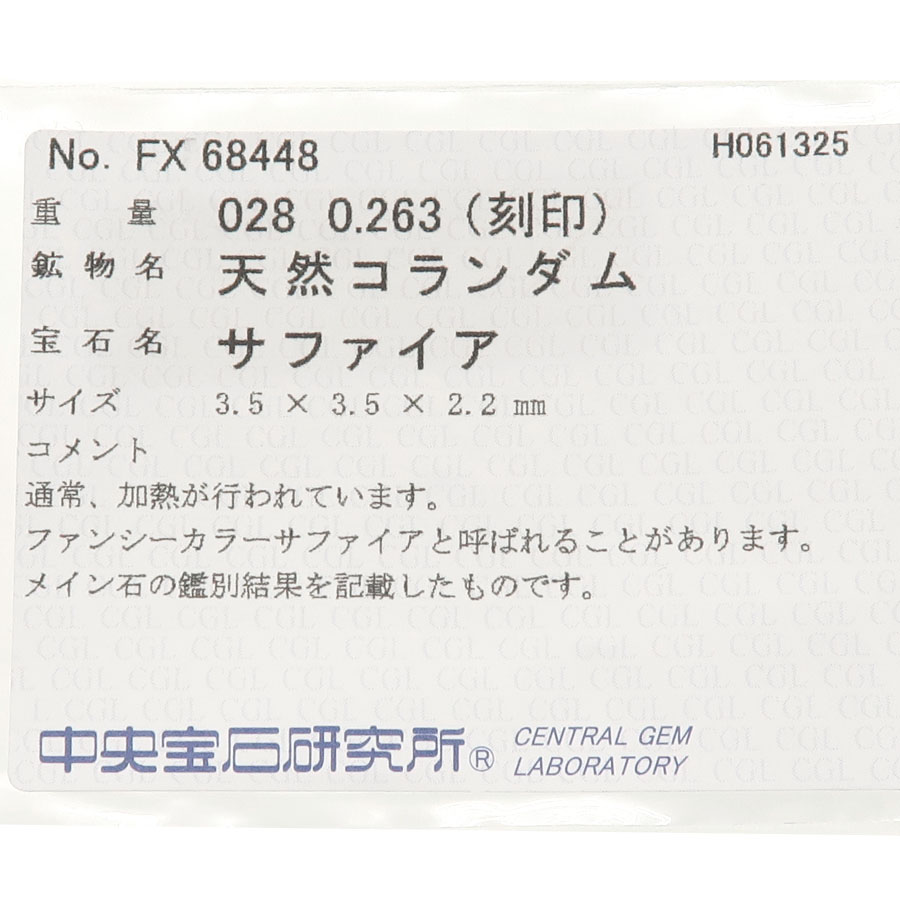 No. FX 68448 H061325
重量 028 0.263 (刻印)
鉱物名 天然コランダム
宝石名 サファイア
サイズ 3.5 × 3.5 × 2.2 mm
コメント
通常、加熱が行われています。
ファンシーカラーサファイアと呼ばれることがあります。
メイン石の鑑別結果を記載したものです。
中央宝石研究所® CENTRAL GEM
LABORATORY